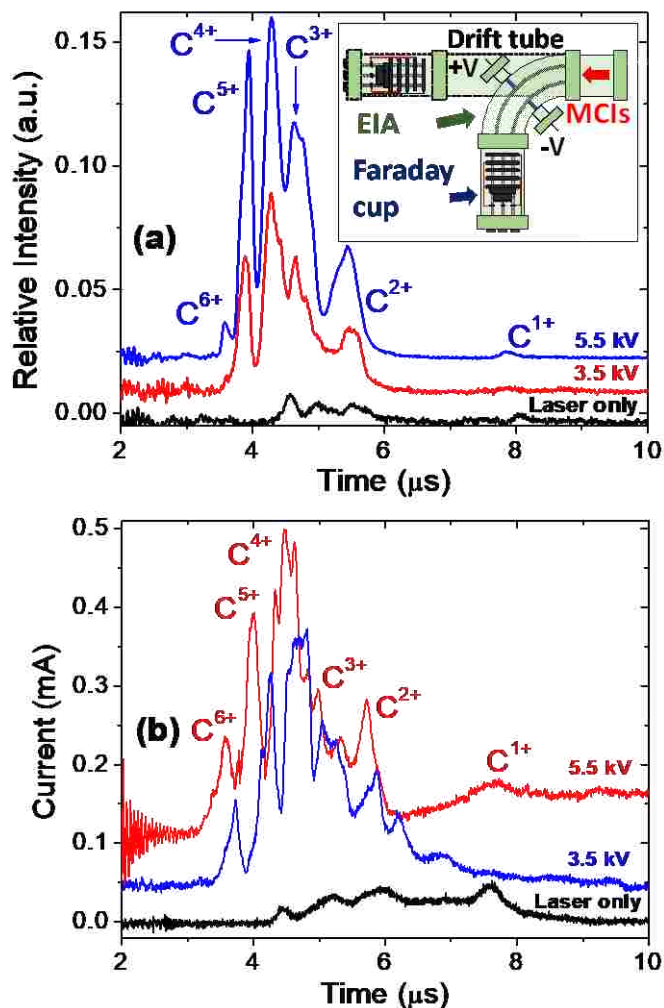 0.15
0.10
0.05
0.00
Relative Intensity (a.u.)
C4+
C3+
C5+
C6+
C2+
C1+
(a)
Drift tube
+V
EIA
MCIs
-V
Faraday
cup
5.5 kV
3.5 kV
Laser only
2 4 6 8 10
Time (μs)
0.5
0.4
0.3
0.2
0.1
0.0
Current (mA)
C4+
C5+
C3+
C6+
C2+
C1+
(b)
5.5 kV
3.5 kV
Laser only
2 4 6 8 10
Time (μs)